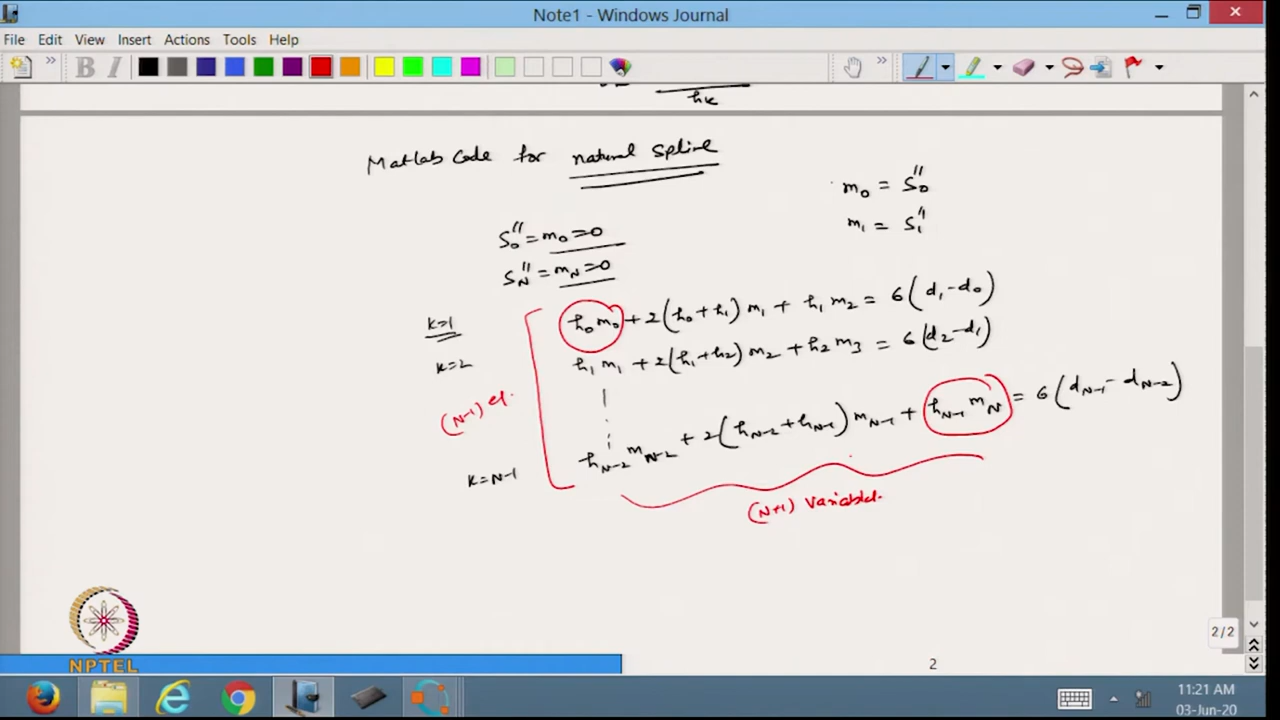 Note1 - Windows Journal
File Edit View Insert Actions Tools Help
hk
Matlab Code for natural Spline
m₀ = S₀''
m₁ = S₁''
S₀'' = m₀ = 0
S_N'' = m_N = 0
k=1 h₀m₀ + 2(h₀+h₁)m₁ + h₁m₂ = 6(d₁-d₀)
k=2 h₁m₁ + 2(h₁+h₂)m₂ + h₂m₃ = 6(d₂-d₁)
(N-1) eq.
k=N-1 h_{N-2} m_{N-2} + 2(h_{N-2}+h_{N-1})m_{N-1} + h_{N-1} m_N = 6(d_{N-1} - d_{N-2})
(N+1) Variables.
2/2
NPTEL
2
11:21 AM
03-Jun-20